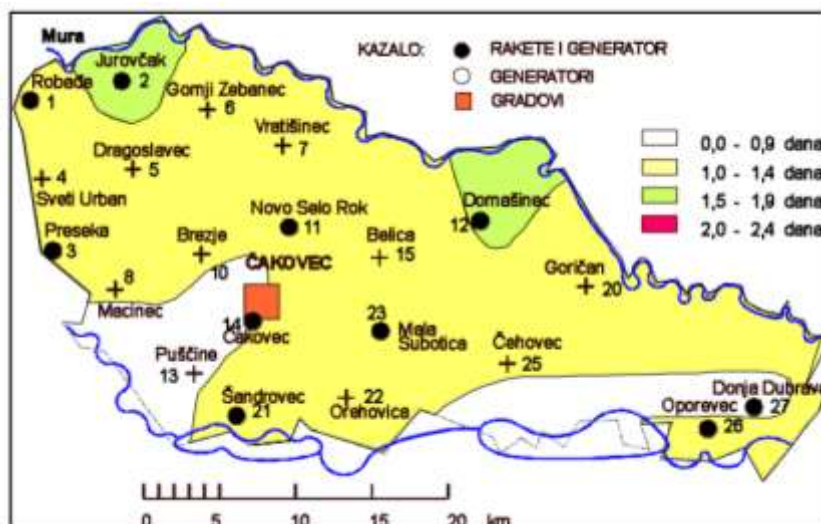 Mura
KAZALO:
RAKETE I GENERATOR
GENERATORI
GRADOVI
0,0 - 0,9 dana
1,0 - 1,4 dana
1,5 - 1,9 dana
2,0 - 2,4 dana
Jurovčak
2
Robađe
1
Gornji Zebanec
6
Vratišinec
7
Dragoslavec
5
4
Sveti Urban
Preseka
3
Novo Selo Rok
11
Domašinec
12
Brezje
10
Belica
15
ČAKOVEC
8
Macinec
Goričan
20
14
Čakovec
23
Mala
Subotica
Puščine
13
Čehovec
25
Šandrovec
21
22
Orehovica
Donja Dubrava
27
Oporevec
26
0 5 10 15 20 km